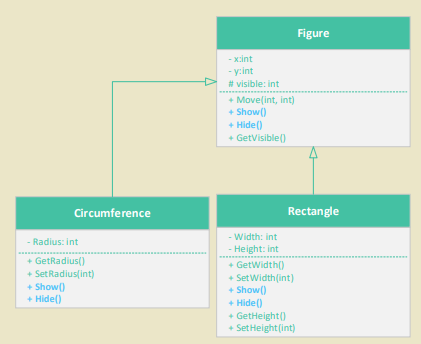 Figure
- x:int
- y:int
# visible: int
+ Move(int, int)
+ Show()
+ Hide()
+ GetVisible()
Circumference
- Radius: int
+ GetRadius()
+ SetRadius(int)
+ Show()
+ Hide()
Rectangle
- Width: int
- Height: int
+ GetWidth()
+ SetWidth(int)
+ Show()
+ Hide()
+ GetHeight()
+ SetHeight(int)